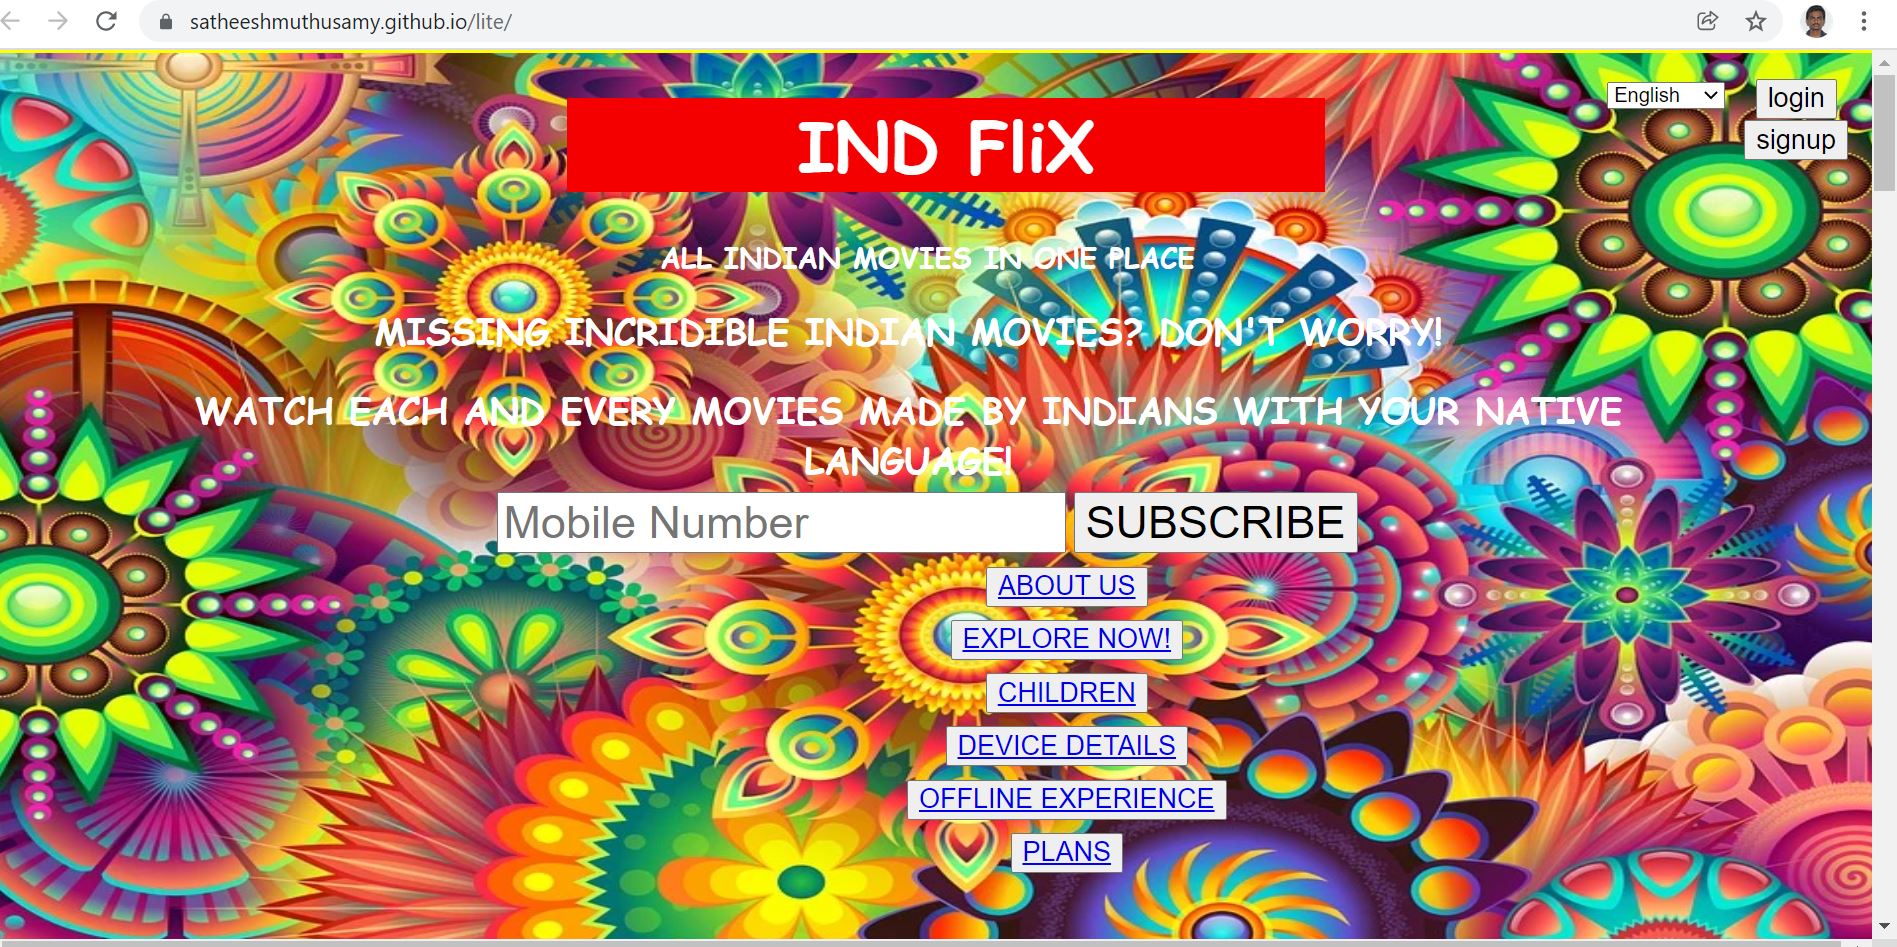 satheeshmuthusamy.github.io/lite/
English
login
signup
IND FliX
ALL INDIAN MOVIES IN ONE PLACE
MISSING INCRIDIBLE INDIAN MOVIES? DON'T WORRY!
WATCH EACH AND EVERY MOVIES MADE BY INDIANS WITH YOUR NATIVE
LANGUAGE!
Mobile Number
SUBSCRIBE
ABOUT US
EXPLORE NOW!
CHILDREN
DEVICE DETAILS
OFFLINE EXPERIENCE
PLANS